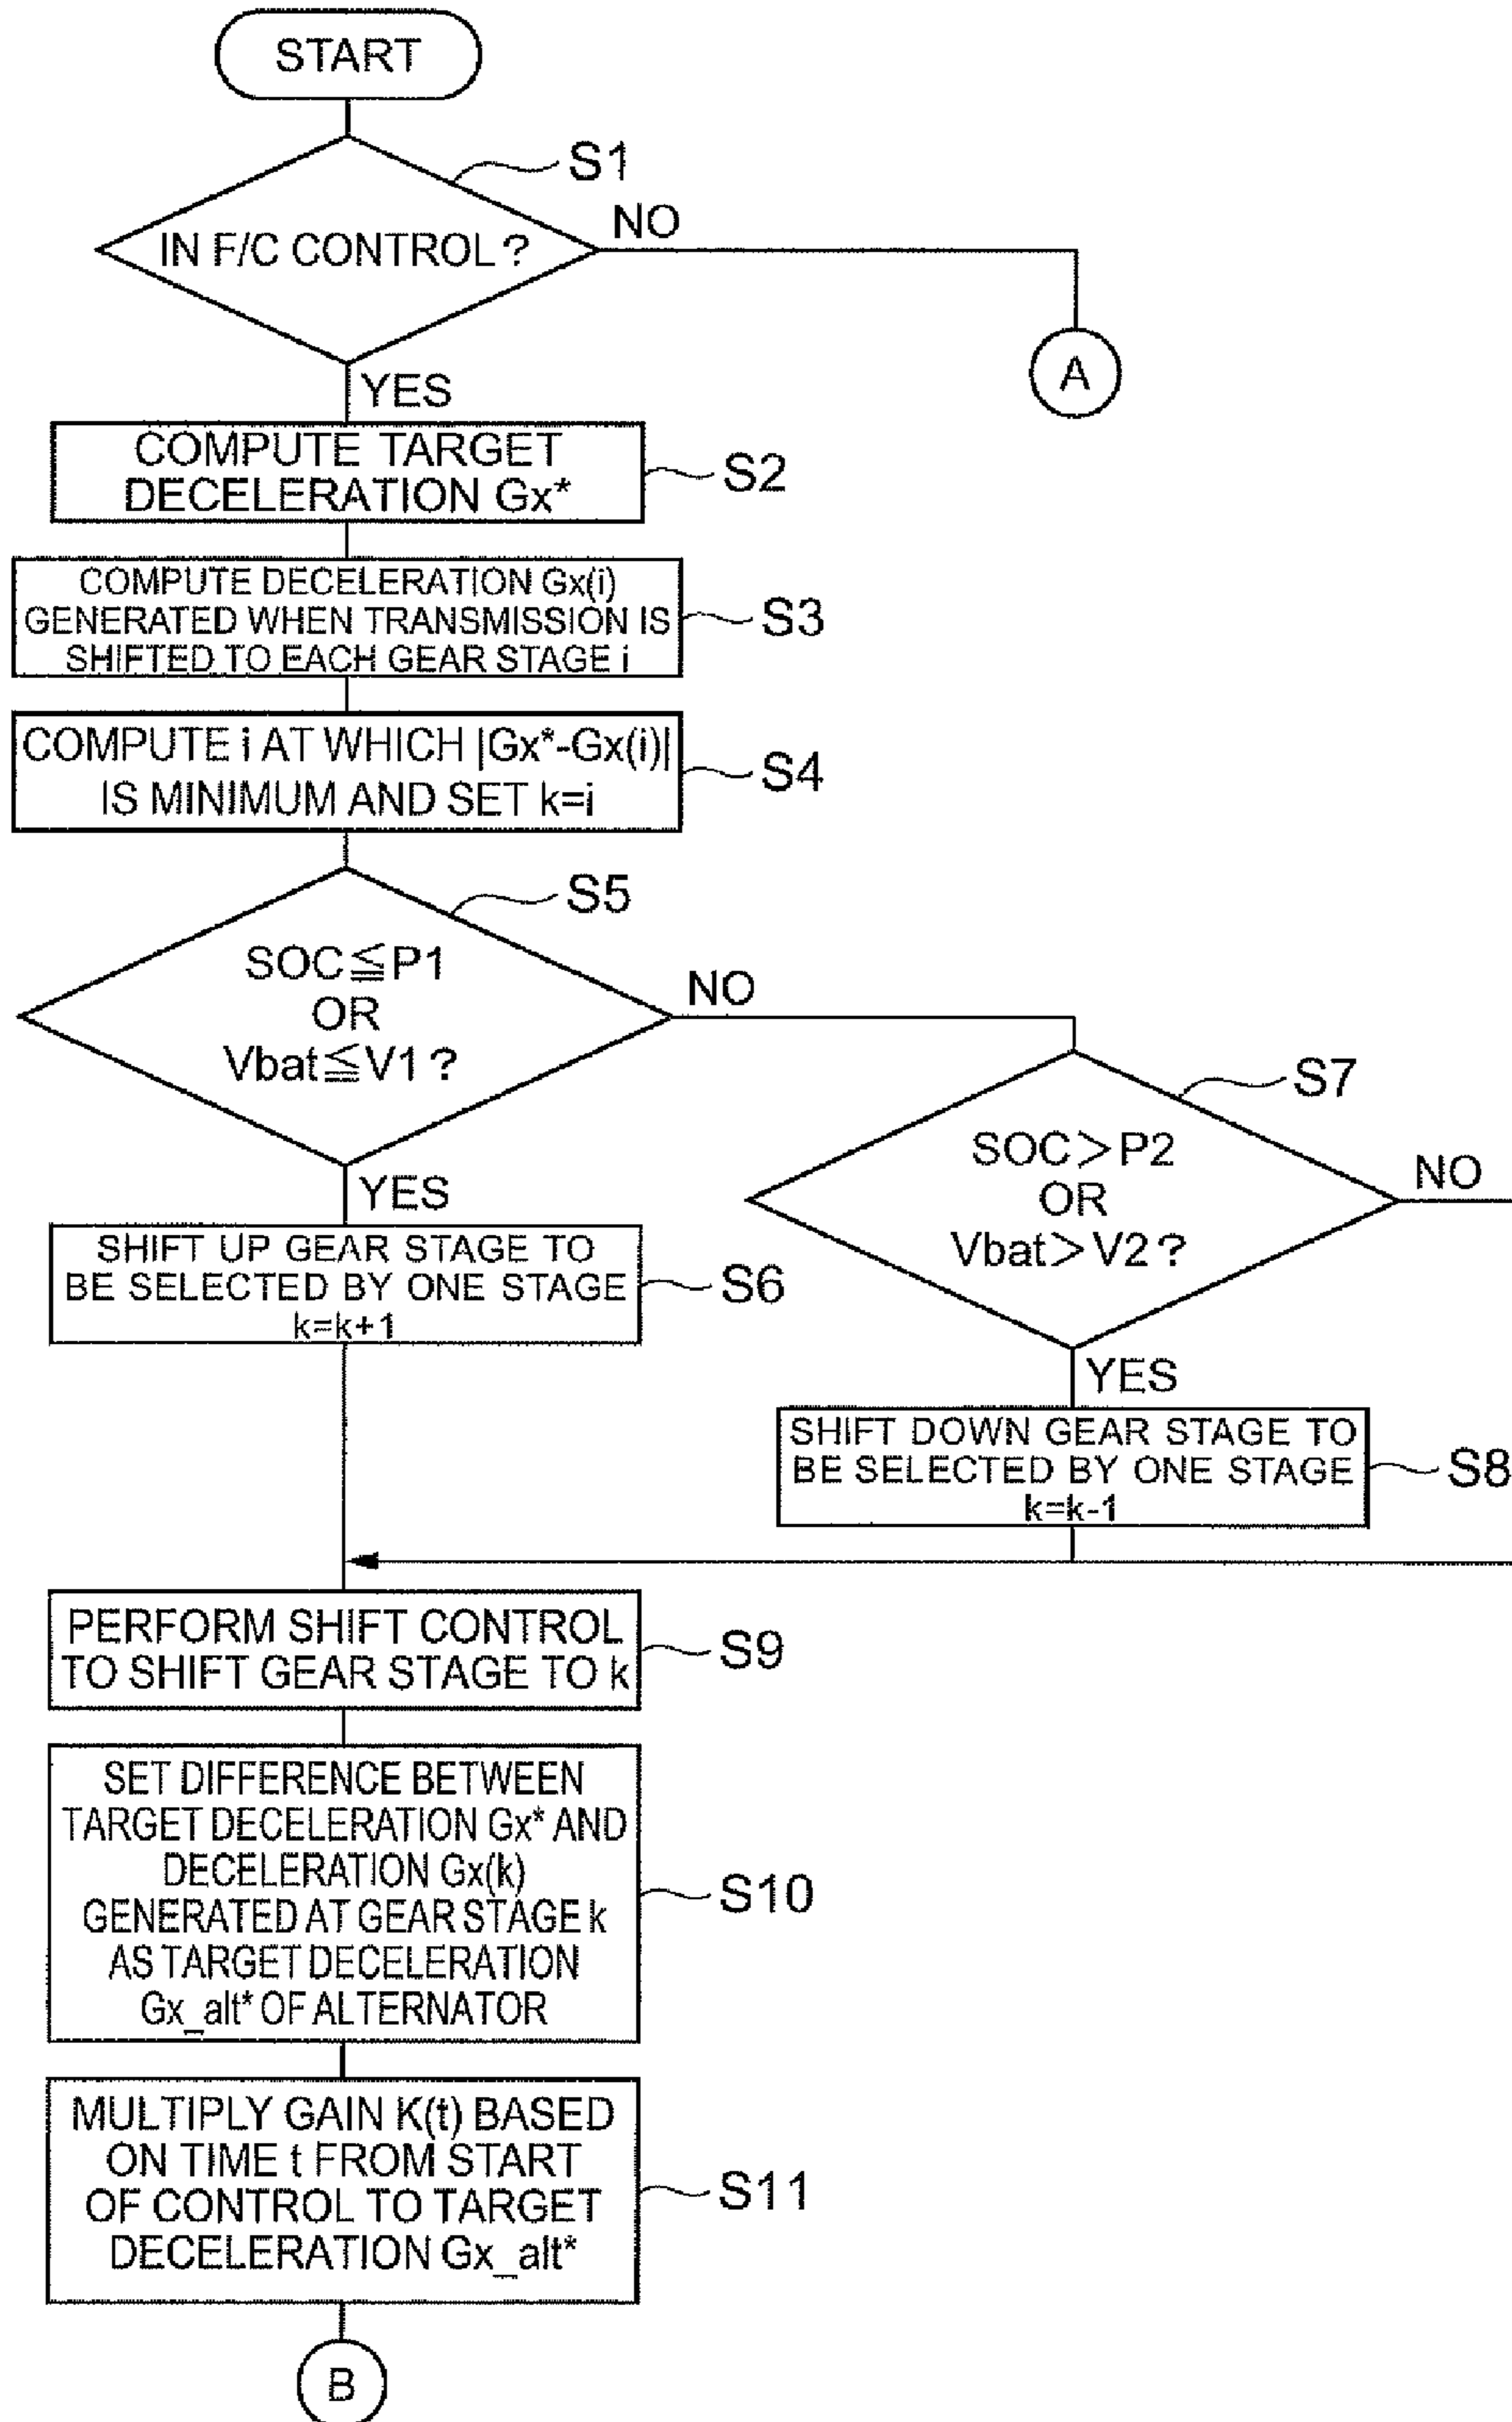 START
S1
IN F/C CONTROL?
NO
A
YES
COMPUTE TARGET
DECELERATION Gx*
S2
COMPUTE DECELERATION Gx(i)
GENERATED WHEN TRANSMISSION IS
SHIFTED TO EACH GEAR STAGE i
S3
COMPUTE i AT WHICH |Gx*-Gx(i)|
IS MINIMUM AND SET k=i
S4
S5
SOC≦P1
OR
Vbat≦V1?
NO
YES
S7
SOC>P2
OR
Vbat>V2?
NO
YES
SHIFT UP GEAR STAGE TO
BE SELECTED BY ONE STAGE
k=k+1
S6
SHIFT DOWN GEAR STAGE TO
BE SELECTED BY ONE STAGE
k=k-1
S8
PERFORM SHIFT CONTROL
TO SHIFT GEAR STAGE TO k
S9
SET DIFFERENCE BETWEEN
TARGET DECELERATION Gx* AND
DECELERATION Gx(k)
GENERATED AT GEAR STAGE k
AS TARGET DECELERATION
Gx_alt* OF ALTERNATOR
S10
MULTIPLY GAIN K(t) BASED
ON TIME t FROM START
OF CONTROL TO TARGET
DECELERATION Gx_alt*
S11
B